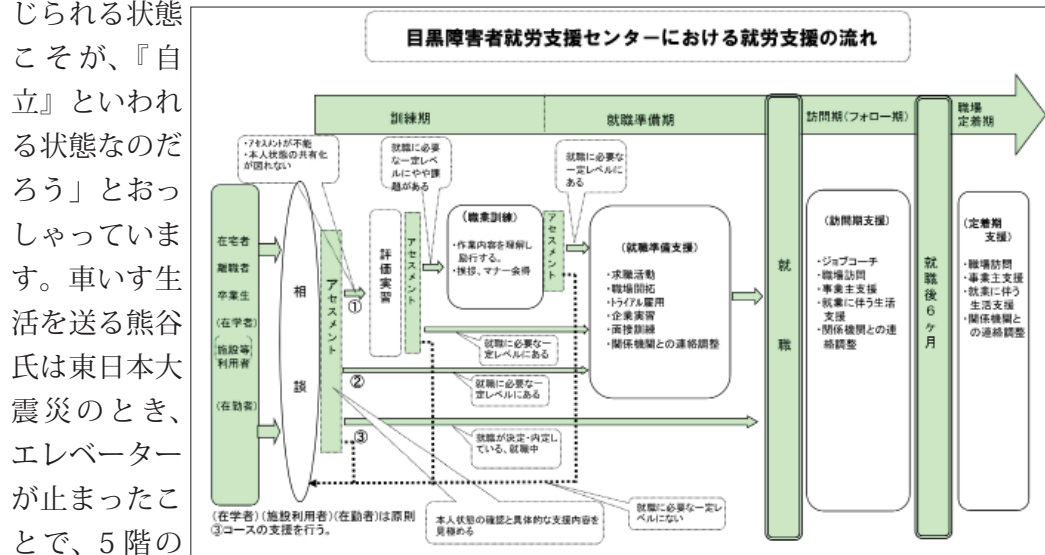 じられる状態
こそが、『自
立』といわれ
る状態なのだ
ろう」とおっ
しゃっていま
す。車いす生
活を送る熊谷
氏は東日本大
震災のとき、
エレベーター
が止まったこ
とで、5階の
目黒障害者就労支援センターにおける就労支援の流れ
訓練期
就職準備期
訪問期(フォロー期)
職場
定着期
・アセスメントが不能
・本人状態の共有化
が図れない
就職に必要
な一定レベ
ルにやや課
題がある
就職に必要な
一定レベルに
ある
在宅者
離職者
卒業生
(在学者)
施設等
利用者
(在勤者)
相談
アセスメント
①
評価実習
アセスメント
(職業訓練)
・作業内容を理解し
励行する。
・挨拶、マナー会得
アセスメント
(就職準備支援)
・求職活動
・職場開拓
・トライアル雇用
・企業実習
・面接訓練
・関係機関との連絡調整
就職
(訪問期支援)
・ジョブコーチ
・職場訪問
・事業主支援
・就業に伴う生活
支援
・関係機関との連
絡調整
就職後6ヶ月
(定着期
支援)
・職場訪問
・事業主支援
・就業に伴う
生活支援
・関係機関と
の連絡調整
就職に必要な一
定レベルにある
②
就職に必要な一
定レベルにある
③
就職が決定・内定し
ている、就職中
(在学者)(施設利用者)(在勤者)は原則
③コースの支援を行う。
本人状態の確認と具体的な支援内容を
見極める
就職に必要な一定レ
ベルにない